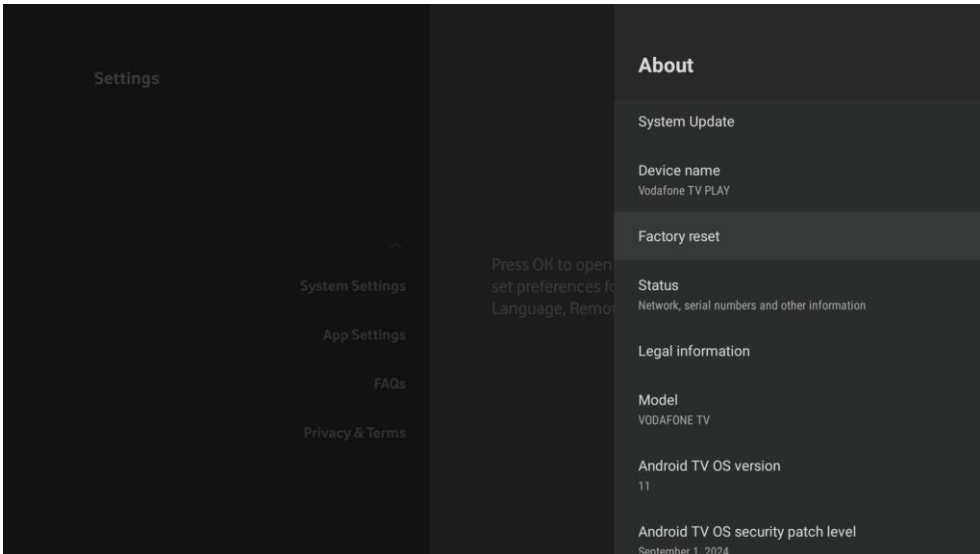 Settings
System Settings
App Settings
FAQs
Privacy & Terms
Press OK to open
set preferences fo
Language, Remo
About
System Update
Device name
Vodafone TV PLAY
Factory reset
Status
Network, serial numbers and other information
Legal information
Model
VODAFONE TV
Android TV OS version
11
Android TV OS security patch level
September 1, 2024